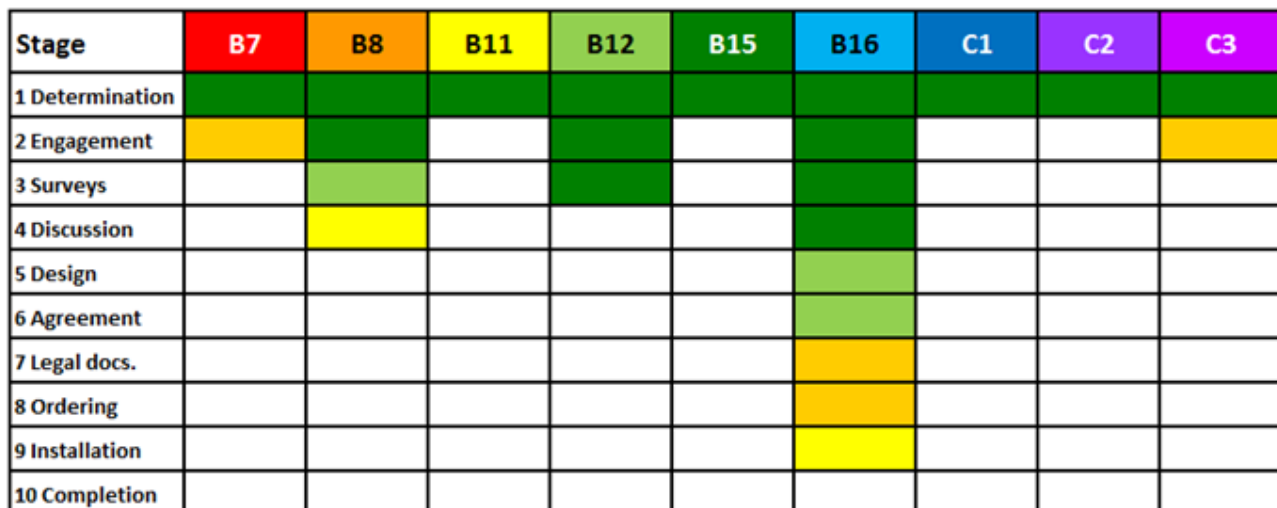 Stage B7 B8 B11 B12 B15 B16 C1 C2 C3
1 Determination
2 Engagement
3 Surveys
4 Discussion
5 Design
6 Agreement
7 Legal docs.
8 Ordering
9 Installation
10 Completion